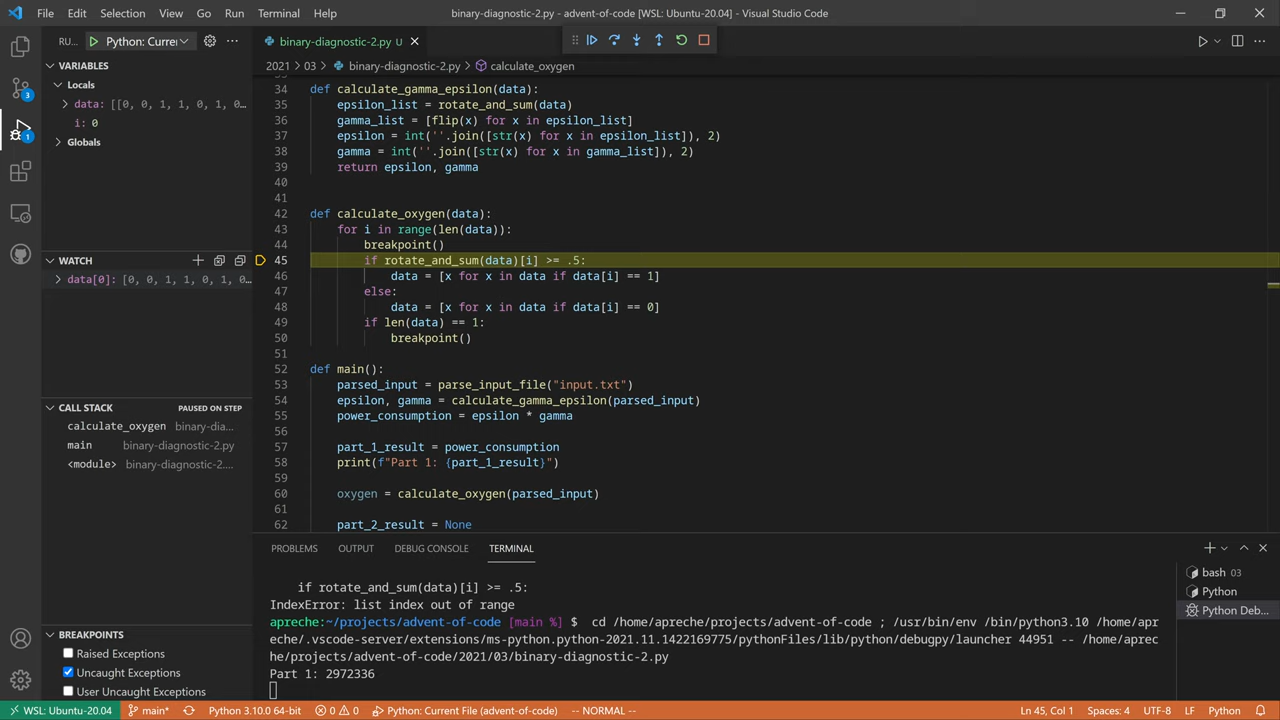 File Edit Selection View Go Run Terminal Help
binary-diagnostic-2.py - advent-of-code [WSL: Ubuntu-20.04] - Visual Studio Code
RU... Python: Curre ...
binary-diagnostic-2.py U
2021 > 03 > binary-diagnostic-2.py > calculate_oxygen
VARIABLES
Locals
data: [[0, 0, 1, 1, 0, 1, 0...
i: 0
Globals
WATCH
data[0]: [0, 0, 1, 1, 0, 1, 0...
CALL STACK PAUSED ON STEP
calculate_oxygen binary-dia...
main binary-diagnostic-2.py
<module> binary-diagnostic-2....
BREAKPOINTS
Raised Exceptions
Uncaught Exceptions
User Uncaught Exceptions
3
1
34 def calculate_gamma_epsilon(data):
35 epsilon_list = rotate_and_sum(data)
36 gamma_list = [flip(x) for x in epsilon_list]
37 epsilon = int(''.join([str(x) for x in epsilon_list]), 2)
38 gamma = int(''.join([str(x) for x in gamma_list]), 2)
39 return epsilon, gamma
40
41
42 def calculate_oxygen(data):
43 for i in range(len(data)):
44 breakpoint()
45 if rotate_and_sum(data)[i] >= .5:
46 data = [x for x in data if data[i] == 1]
47 else:
48 data = [x for x in data if data[i] == 0]
49 if len(data) == 1:
50 breakpoint()
51
52 def main():
53 parsed_input = parse_input_file("input.txt")
54 epsilon, gamma = calculate_gamma_epsilon(parsed_input)
55 power_consumption = epsilon * gamma
56
57 part_1_result = power_consumption
58 print(f"Part 1: {part_1_result}")
59
60 oxygen = calculate_oxygen(parsed_input)
61
62 part_2_result = None
PROBLEMS OUTPUT DEBUG CONSOLE TERMINAL
if rotate_and_sum(data)[i] >= .5:
IndexError: list index out of range
apreche:~/projects/advent-of-code [main %] $ cd /home/apreche/projects/advent-of-code ; /usr/bin/env /bin/python3.10 /home/apr
eche/.vscode-server/extensions/ms-python.python-2021.11.1422169775/pythonFiles/lib/python/debugpy/launcher 44951 -- /home/apre
che/projects/advent-of-code/2021/03/binary-diagnostic-2.py
Part 1: 2972336
bash 03
Python
Python Deb...
WSL: Ubuntu-20.04 main* Python 3.10.0 64-bit 0 0 Python: Current File (advent-of-code) -- NORMAL -- Ln 45, Col 1 Spaces: 4 UTF-8 LF Python